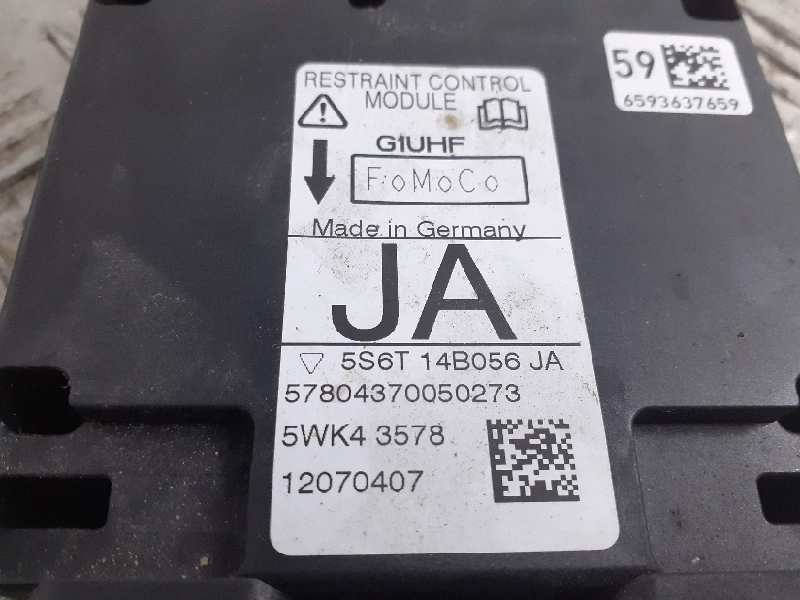 RESTRAINT CONTROL
MODULE
G1UHF
FoMoCo
Made in Germany
JA
5S6T 14B056 JA
57804370050273
5WK4 3578
12070407
59
6593637659